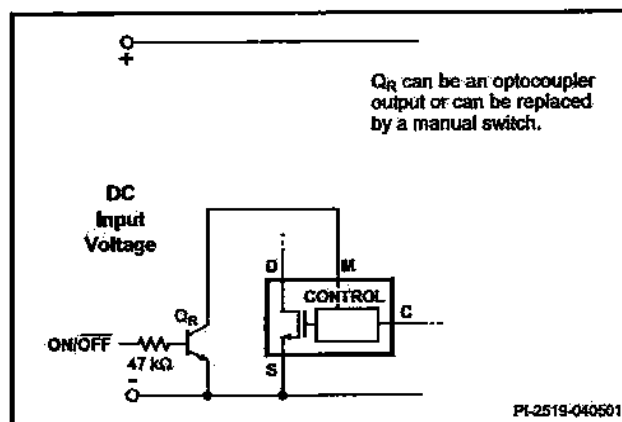 +
QR can be an optocoupler
output or can be replaced
by a manual switch.
DC
Input
Voltage
D
M
CONTROL
C
QR
ON/OFF
47 kΩ
S
-
PI-2519-040501